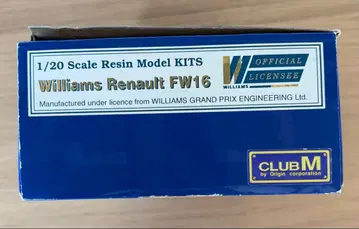 1/20 Scale Resin Model KITS
Williams Renault FW16
Manufactured under licence from WILLIAMS GRAND PRIX ENGINEERING Ltd.
OFFICIAL
LICENSEE
WILLIAMS
CLUB M
by Origin corporation